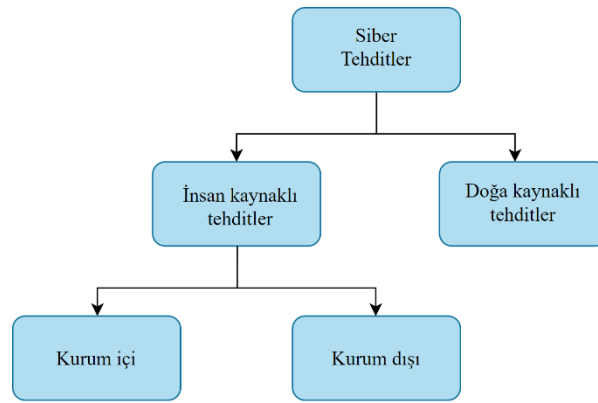 Siber
Tehditler
İnsan kaynaklı
tehditler
Doğa kaynaklı
tehditler
Kurum içi
Kurum dışı